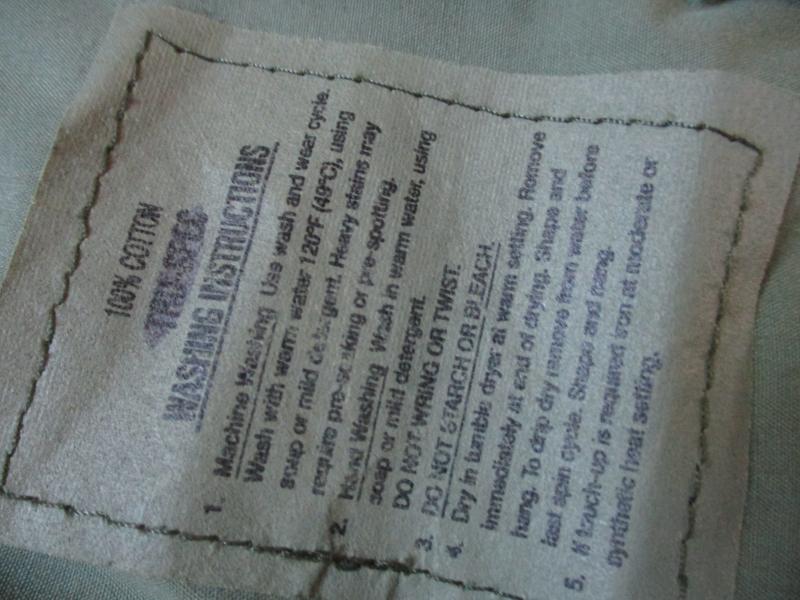 100% COTTON
TRU-SPEC
WASHING INSTRUCTIONS
1. Machine Washing Use wash and wear cycle.
Wash with warm water 120°F (49°C), using
soap or mild detergent. Heavy stains may
require pre-soaking or pre-spotting.
2. Hand Washing Wash in warm water, using
soap or mild detergent.
DO NOT WRING OR TWIST.
3. DO NOT STARCH OR BLEACH.
4. Dry in tumble dryer at warm setting. Remove
immediately at end of drying. Shape and
hang. To drip dry remove from water before
last spin cycle. Shape and hang.
5. If touch-up is required iron at moderate or
synthetic heat setting.